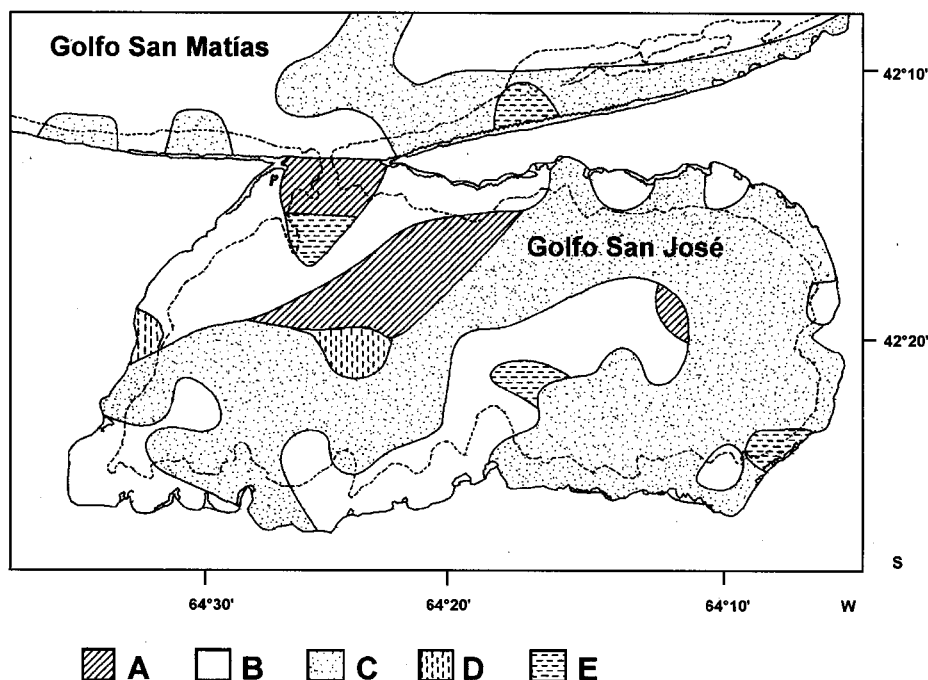 Golfo San Matías
42°10'
P
Golfo San José
42°20'
S
64°30' 64°20' 64°10' W
A B C D E